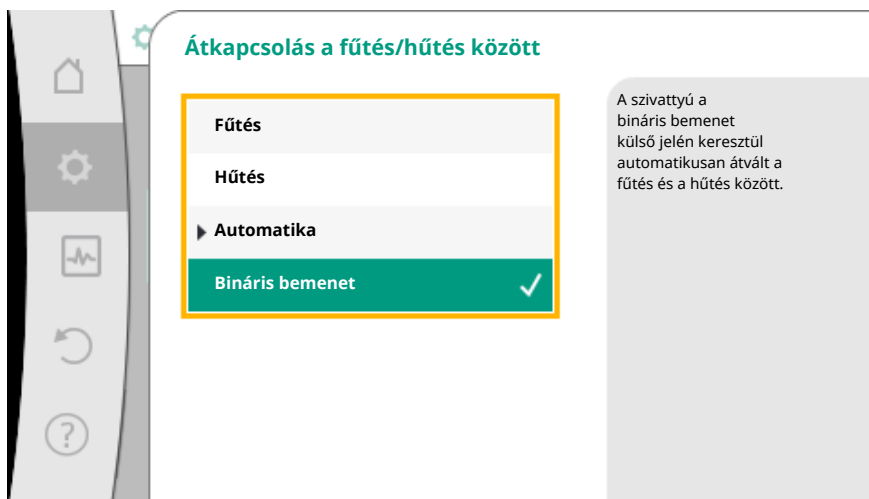 Átkapcsolás a fűtés/hűtés között
Fűtés
Hűtés
Automatika
Bináris bemenet
A szivattyú a
bináris bemenet
külső jelén keresztül
automatikusan átvált a
fűtés és a hűtés között.
?